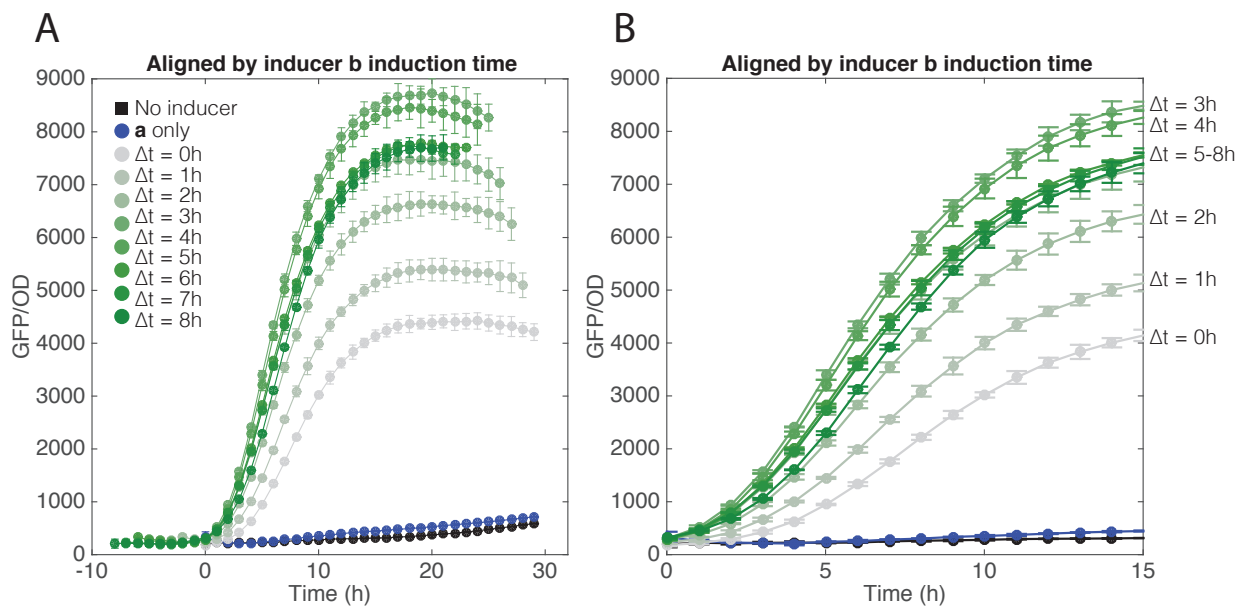 A
Aligned by inducer b induction time
9000
8000
7000
6000
5000
4000
3000
2000
1000
0
GFP/OD
No inducer
a only
Δt = 0h
Δt = 1h
Δt = 2h
Δt = 3h
Δt = 4h
Δt = 5h
Δt = 6h
Δt = 7h
Δt = 8h
-10
0
10
20
30
Time (h)
B
Aligned by inducer b induction time
9000
8000
7000
6000
5000
4000
3000
2000
1000
0
GFP/OD
Δt = 3h
Δt = 4h
Δt = 5-8h
Δt = 2h
Δt = 1h
Δt = 0h
0
5
10
15
Time (h)